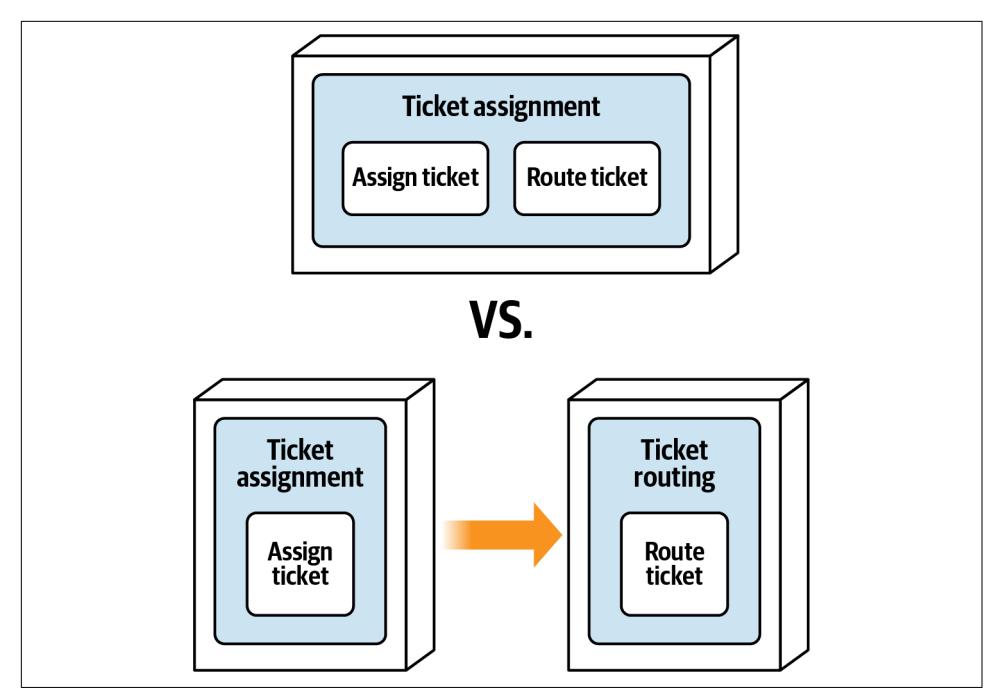 Ticket assignment
Assign ticket
Route ticket
VS.
Ticket
assignment
Assign
ticket
Ticket
routing
Route
ticket